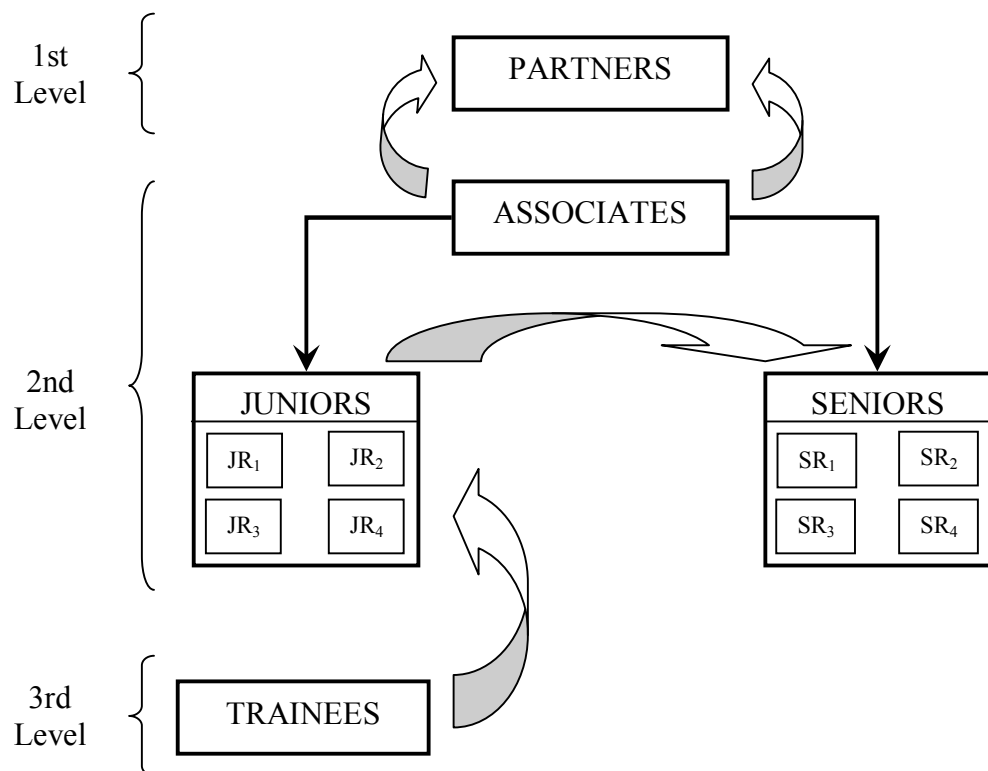 1st
Level
PARTNERS
ASSOCIATES
2nd
Level
JUNIORS
JR₁ JR₂
JR₃ JR₄
SENIORS
SR₁ SR₂
SR₃ SR₄
3rd
Level
TRAINEES